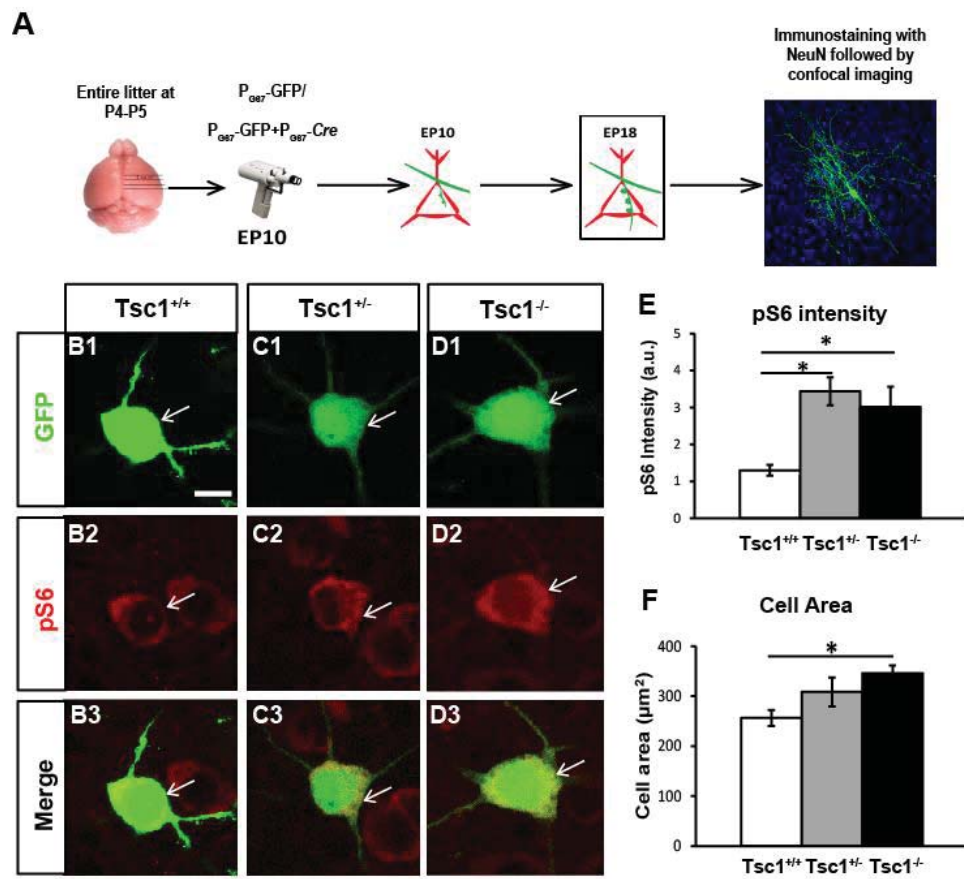 A
Entire litter at
P4-P5
P_G67-GFP/
P_G67-GFP+P_G67-Cre
EP10
EP10
EP18
Immunostaining with
NeuN followed by
confocal imaging
Tsc1+/+
Tsc1+/-
Tsc1-/-
GFP
B1
C1
D1
pS6
B2
C2
D2
Merge
B3
C3
D3
E
pS6 intensity
pS6 Intensity (a.u.)
5
4
3
2
1
0
*
*
Tsc1+/+ Tsc1+/- Tsc1-/-
F
Cell Area
Cell area (µm²)
400
300
200
100
0
*
Tsc1+/+ Tsc1+/- Tsc1-/-